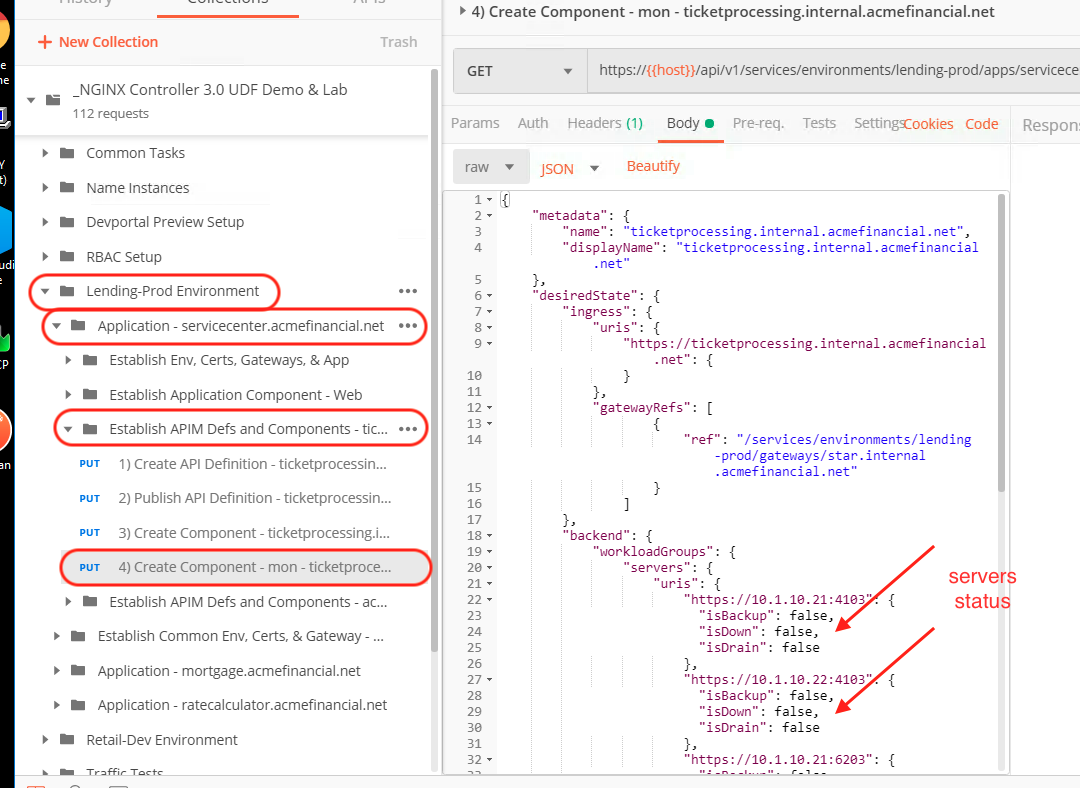 History
Collections
APIs
New Collection
Trash
_NGINX Controller 3.0 UDF Demo & Lab
112 requests
Common Tasks
Name Instances
Devportal Preview Setup
RBAC Setup
Lending-Prod Environment
Application - servicecenter.acmefinancial.net
Establish Env, Certs, Gateways, & App
Establish Application Component - Web
Establish APIM Defs and Components - tic...
PUT 1) Create API Definition - ticketprocessin...
PUT 2) Publish API Definition - ticketprocessin...
PUT 3) Create Component - ticketprocessing.i...
PUT 4) Create Component - mon - ticketproce...
Establish APIM Defs and Components - ac...
Establish Common Env, Certs, & Gateway - ...
Application - mortgage.acmefinancial.net
Application - ratecalculator.acmefinancial.net
Retail-Dev Environment
Traffic Tests
4) Create Component - mon - ticketprocessing.internal.acmefinancial.net
GET https://{{host}}/api/v1/services/environments/lending-prod/apps/servicece
Params Auth Headers (1) Body Pre-req. Tests Settings Cookies Code Respon
raw JSON Beautify
1 {
2 "metadata": {
3 "name": "ticketprocessing.internal.acmefinancial.net",
4 "displayName": "ticketprocessing.internal.acmefinancial
.net"
5 },
6 "desiredState": {
7 "ingress": {
8 "uris": {
9 "https://ticketprocessing.internal.acmefinancial
.net": {
10 }
11 },
12 "gatewayRefs": [
13 {
14 "ref": "/services/environments/lending
-prod/gateways/star.internal
.acmefinancial.net"
15 }
16 ]
17 },
18 "backend": {
19 "workloadGroups": {
20 "servers": {
21 "uris": {
22 "https://10.1.10.21:4103": {
23 "isBackup": false,
24 "isDown": false,
25 "isDrain": false
26 },
27 "https://10.1.10.22:4103": {
28 "isBackup": false,
29 "isDown": false,
30 "isDrain": false
31 },
32 "https://10.1.10.21:6203": {
33 "isBackup": false
servers
status